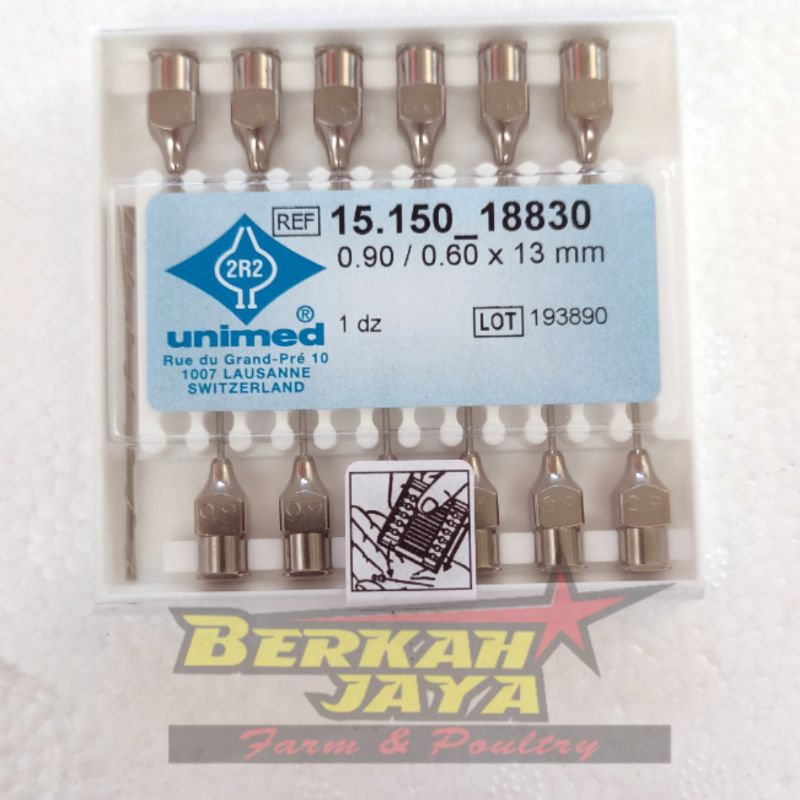 REF 15.150_18830
0.90 / 0.60 x 13 mm
1 dz
LOT 193890
2R2
unimed®
Rue du Grand-Pré 10
1007 LAUSANNE
SWITZERLAND
BERKAH
JAYA
Farm & Poultry